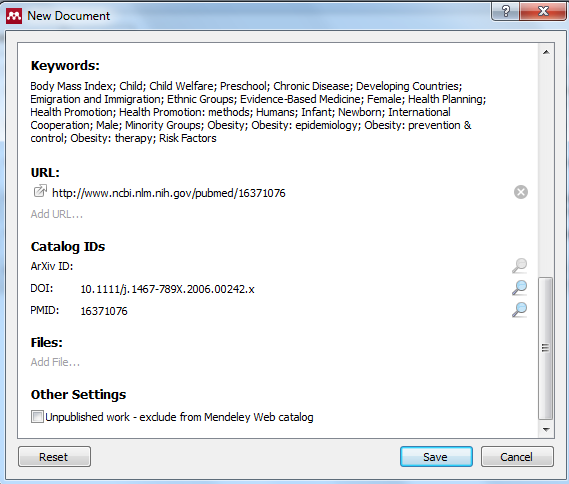 New Document
Keywords:
Body Mass Index; Child; Child Welfare; Preschool; Chronic Disease; Developing Countries;
Emigration and Immigration; Ethnic Groups; Evidence-Based Medicine; Female; Health Planning;
Health Promotion; Health Promotion: methods; Humans; Infant; Newborn; International
Cooperation; Male; Minority Groups; Obesity; Obesity: epidemiology; Obesity: prevention &
control; Obesity: therapy; Risk Factors
URL:
http://www.ncbi.nlm.nih.gov/pubmed/16371076
Add URL...
Catalog IDs
ArXiv ID:
DOI: 10.1111/j.1467-789X.2006.00242.x
PMID: 16371076
Files:
Add File...
Other Settings
Unpublished work - exclude from Mendeley Web catalog
Reset Save Cancel